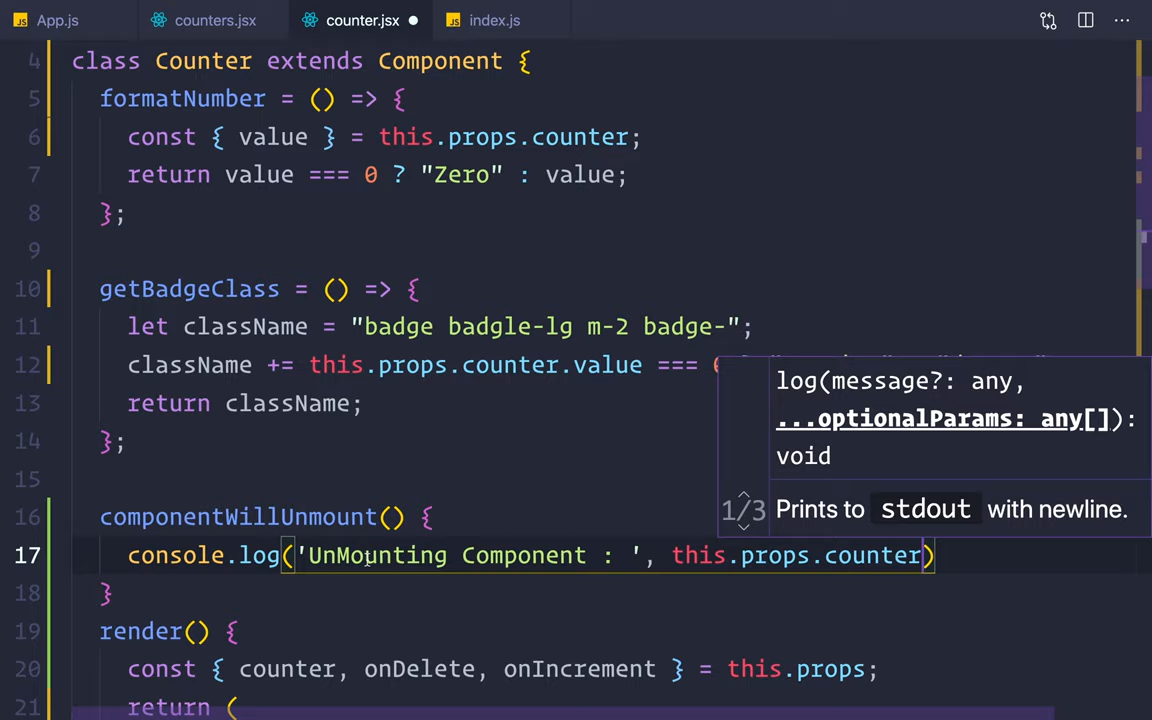 JS App.js counters.jsx counter.jsx JS index.js ...
4 class Counter extends Component {
5 formatNumber = () => {
6 const { value } = this.props.counter;
7 return value === 0 ? "Zero" : value;
8 };
9
10 getBadgeClass = () => {
11 let className = "badge badgle-lg m-2 badge-";
12 className += this.props.counter.value ===
13 return className;
14 };
15
16 componentWillUnmount() {
17 console.log('UnMounting Component : ', this.props.counter)
18 }
19 render() {
20 const { counter, onDelete, onIncrement } = this.props;
21 return (
log(message?: any,
...optionalParams: any[]):
void
1/3 Prints to stdout with newline.